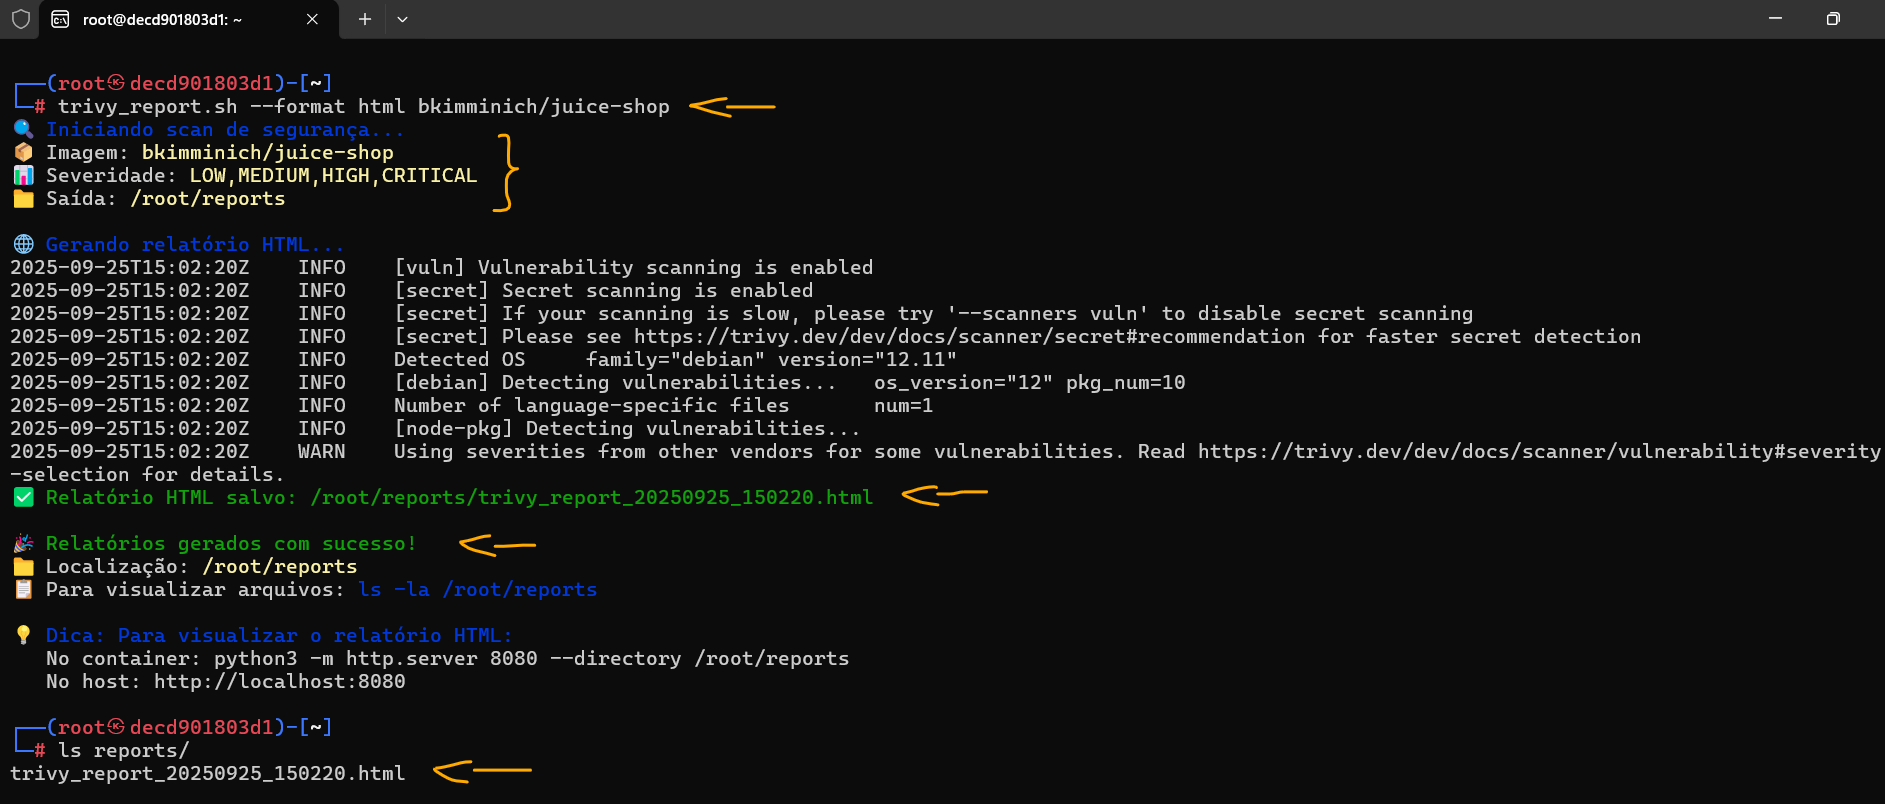 root@decd901803d1: ~
┌──(root㉿decd901803d1)-[~]
└─# trivy_report.sh --format html bkimminich/juice-shop
🔍 Iniciando scan de segurança...
📦 Imagem: bkimminich/juice-shop
📊 Severidade: LOW,MEDIUM,HIGH,CRITICAL
📁 Saída: /root/reports
🌐 Gerando relatório HTML...
2025-09-25T15:02:20Z    INFO    [vuln] Vulnerability scanning is enabled
2025-09-25T15:02:20Z    INFO    [secret] Secret scanning is enabled
2025-09-25T15:02:20Z    INFO    [secret] If your scanning is slow, please try '--scanners vuln' to disable secret scanning
2025-09-25T15:02:20Z    INFO    [secret] Please see https://trivy.dev/dev/docs/scanner/secret#recommendation for faster secret detection
2025-09-25T15:02:20Z    INFO    Detected OS     family="debian" version="12.11"
2025-09-25T15:02:20Z    INFO    [debian] Detecting vulnerabilities...   os_version="12" pkg_num=10
2025-09-25T15:02:20Z    INFO    Number of language-specific files       num=1
2025-09-25T15:02:20Z    INFO    [node-pkg] Detecting vulnerabilities...
2025-09-25T15:02:20Z    WARN    Using severities from other vendors for some vulnerabilities. Read https://trivy.dev/dev/docs/scanner/vulnerability#severity
-selection for details.
✅ Relatório HTML salvo: /root/reports/trivy_report_20250925_150220.html
🎉 Relatórios gerados com sucesso!
📁 Localização: /root/reports
📋 Para visualizar arquivos: ls -la /root/reports
💡 Dica: Para visualizar o relatório HTML:
No container: python3 -m http.server 8080 --directory /root/reports
No host: http://localhost:8080
┌──(root㉿decd901803d1)-[~]
└─# ls reports/
trivy_report_20250925_150220.html